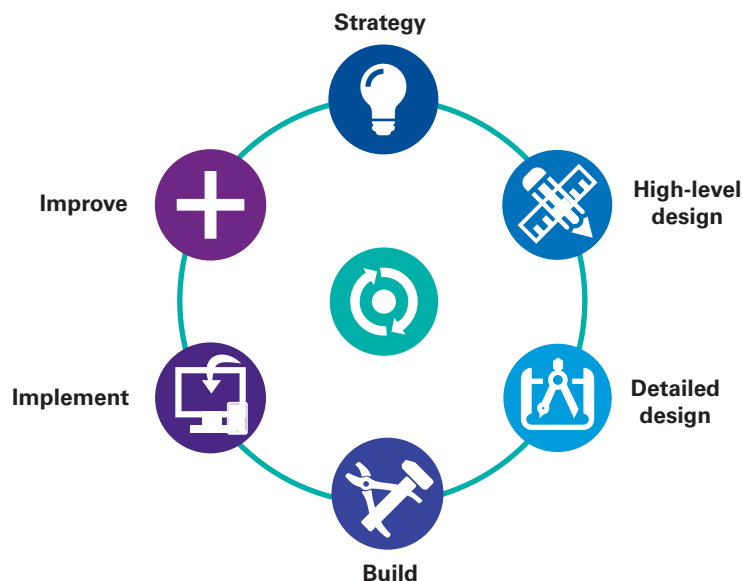 Strategy
High-level
design
Detailed
design
Build
Implement
Improve